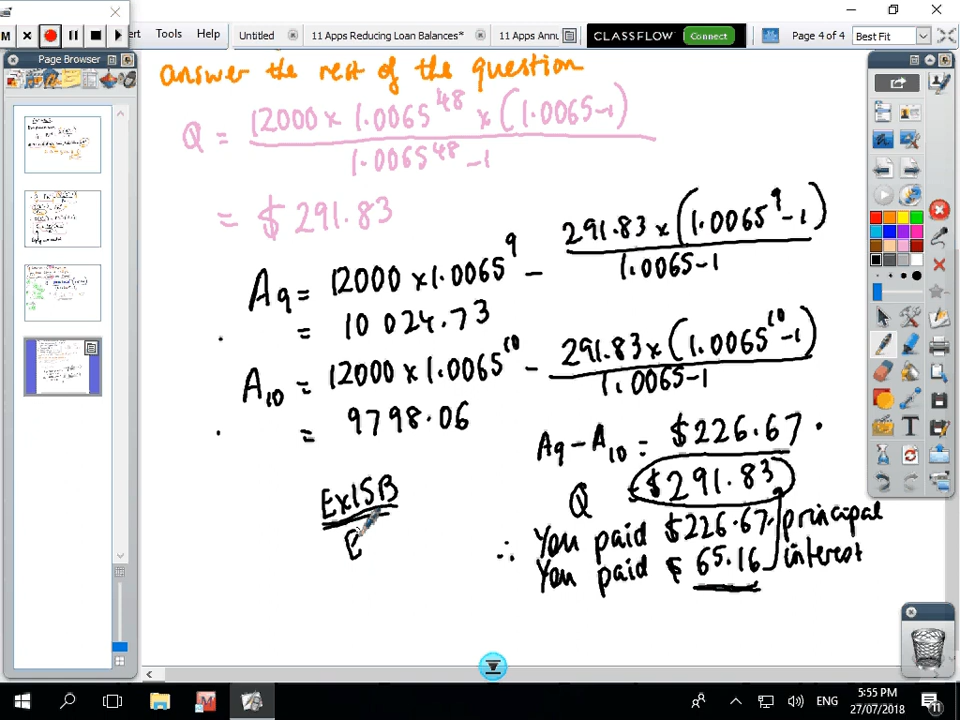 M ert Tools Help Untitled 11 Apps Reducing Loan Balances* 11 Apps Annu CLASSFLOW Connect Page 4 of 4 Best Fit
Page Browser
answer the rest of the question
Q = 12000 × 1.0065^48 × (1.0065-1)
1.0065^48 - 1
= $291.83
A9 = 12000 × 1.0065^9 - 291.83 × (1.0065^9 - 1)
1.0065-1
= 10 024.73
A10 = 12000 × 1.0065^10 - 291.83 × (1.0065^10 - 1)
1.0065-1
= 9798.06
A9 - A10 = $226.67
Q $291.83
∴ You paid $226.67 principal
You paid $65.16 interest
Ex15B
E
ENG
5:55 PM
27/07/2018
11